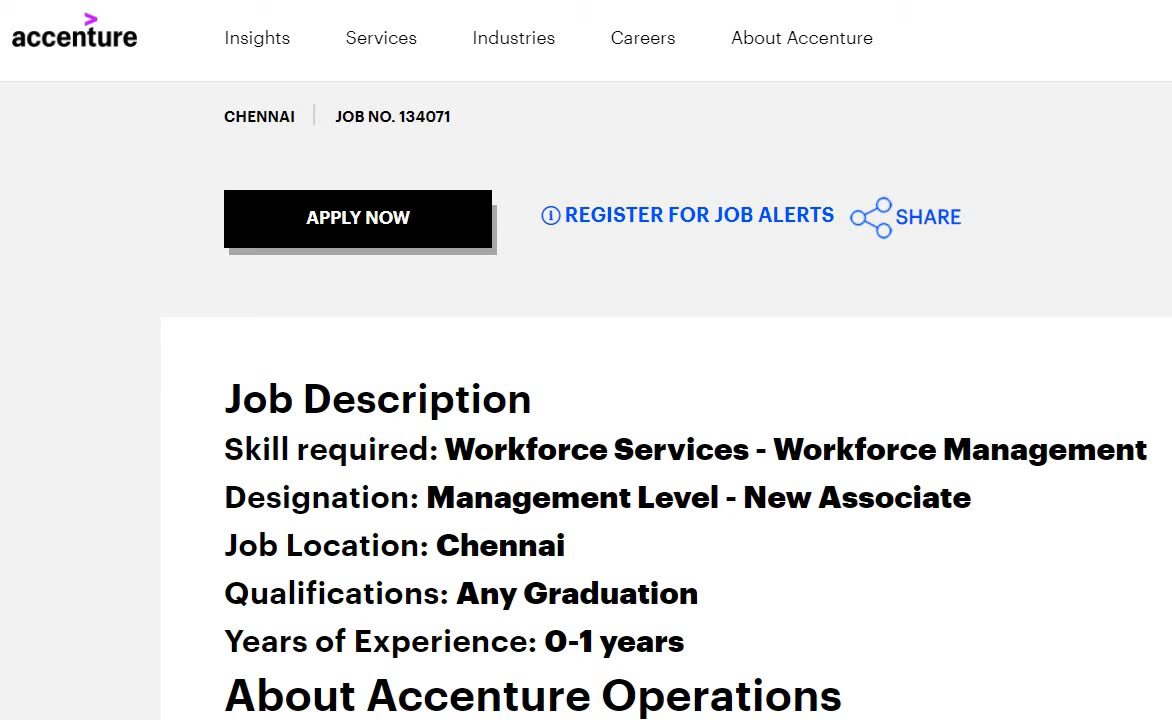 accenture
Insights Services Industries Careers About Accenture
CHENNAI JOB NO. 134071
APPLY NOW REGISTER FOR JOB ALERTS SHARE
Job Description
Skill required: Workforce Services - Workforce Management
Designation: Management Level - New Associate
Job Location: Chennai
Qualifications: Any Graduation
Years of Experience: 0-1 years
About Accenture Operations